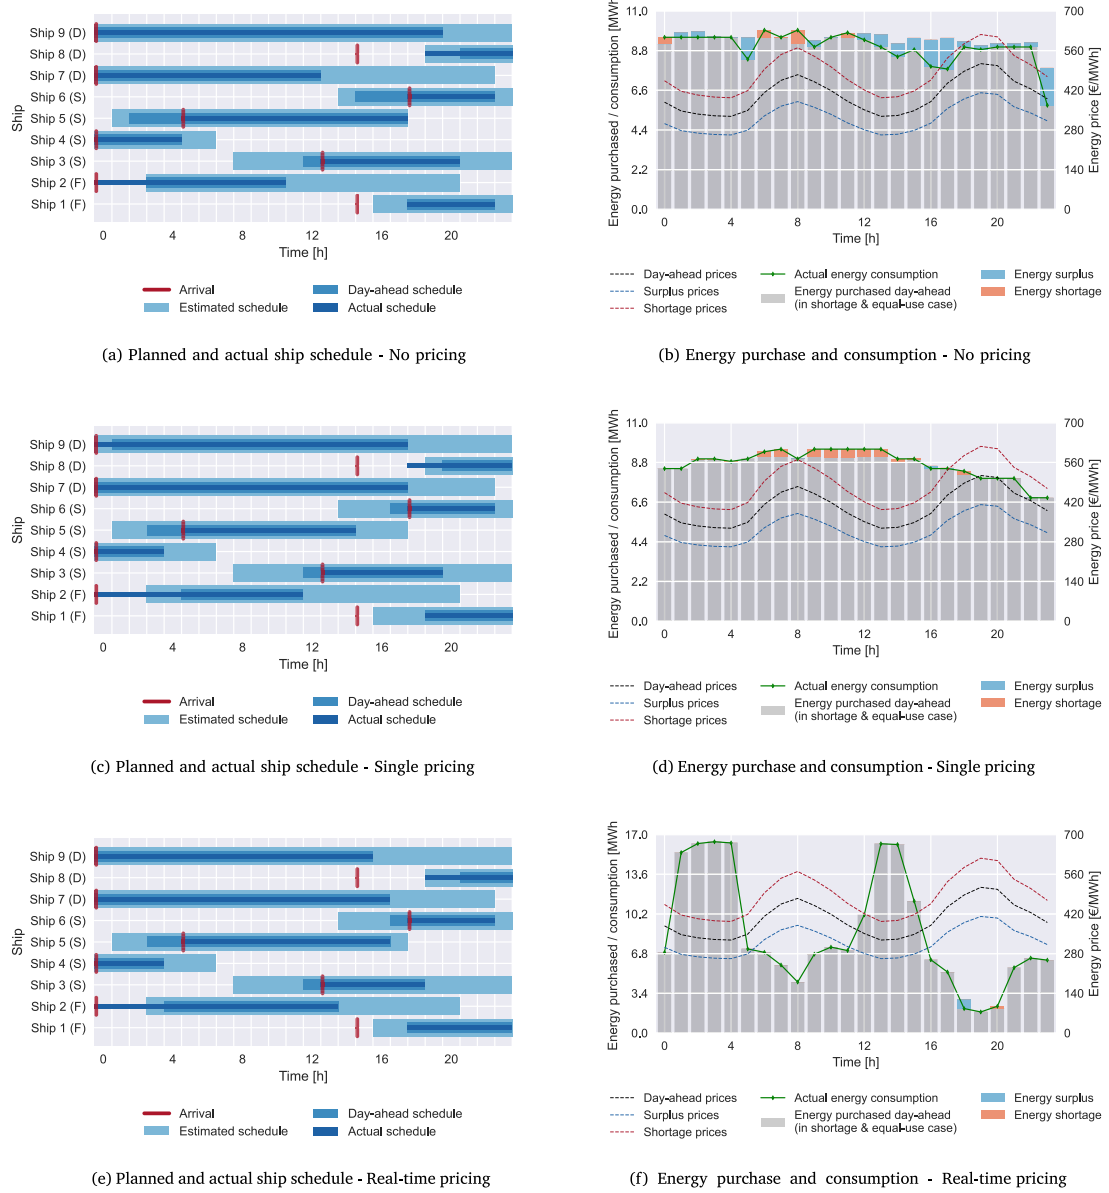 Ship 9 (D)
Ship 8 (D)
Ship 7 (D)
Ship 6 (S)
Ship 5 (S)
Ship 4 (S)
Ship 3 (S)
Ship 2 (F)
Ship 1 (F)
Ship
0 4 8 12 16 20
Time [h]
Arrival
Estimated schedule
Day-ahead schedule
Actual schedule
(a) Planned and actual ship schedule - No pricing
Energy purchased / consumption [MWh
11.0
8.8
6.6
4.4
2.2
0.0
700
560
420
280
140
0
Energy price [€/MWh]
0 4 8 12 16 20
Time [h]
Day-ahead prices
Surplus prices
Shortage prices
Actual energy consumption
Energy purchased day-ahead
(in shortage & equal-use case)
Energy surplus
Energy shortage
(b) Energy purchase and consumption - No pricing
Ship 9 (D)
Ship 8 (D)
Ship 7 (D)
Ship 6 (S)
Ship 5 (S)
Ship 4 (S)
Ship 3 (S)
Ship 2 (F)
Ship 1 (F)
Ship
0 4 8 12 16 20
Time [h]
Arrival
Estimated schedule
Day-ahead schedule
Actual schedule
(c) Planned and actual ship schedule - Single pricing
Energy purchased / consumption [MWh
11.0
8.8
6.6
4.4
2.2
0.0
700
560
420
280
140
0
Energy price [€/MWh]
0 4 8 12 16 20
Time [h]
Day-ahead prices
Surplus prices
Shortage prices
Actual energy consumption
Energy purchased day-ahead
(in shortage & equal-use case)
Energy surplus
Energy shortage
(d) Energy purchase and consumption - Single pricing
Ship 9 (D)
Ship 8 (D)
Ship 7 (D)
Ship 6 (S)
Ship 5 (S)
Ship 4 (S)
Ship 3 (S)
Ship 2 (F)
Ship 1 (F)
Ship
0 4 8 12 16 20
Time [h]
Arrival
Estimated schedule
Day-ahead schedule
Actual schedule
(e) Planned and actual ship schedule - Real-time pricing
Energy purchased / consumption [MWh
17.0
13.6
10.2
6.8
3.4
0.0
700
560
420
280
140
0
Energy price [€/MWh]
0 4 8 12 16 20
Time [h]
Day-ahead prices
Surplus prices
Shortage prices
Actual energy consumption
Energy purchased day-ahead
(in shortage & equal-use case)
Energy surplus
Energy shortage
(f) Energy purchase and consumption - Real-time pricing